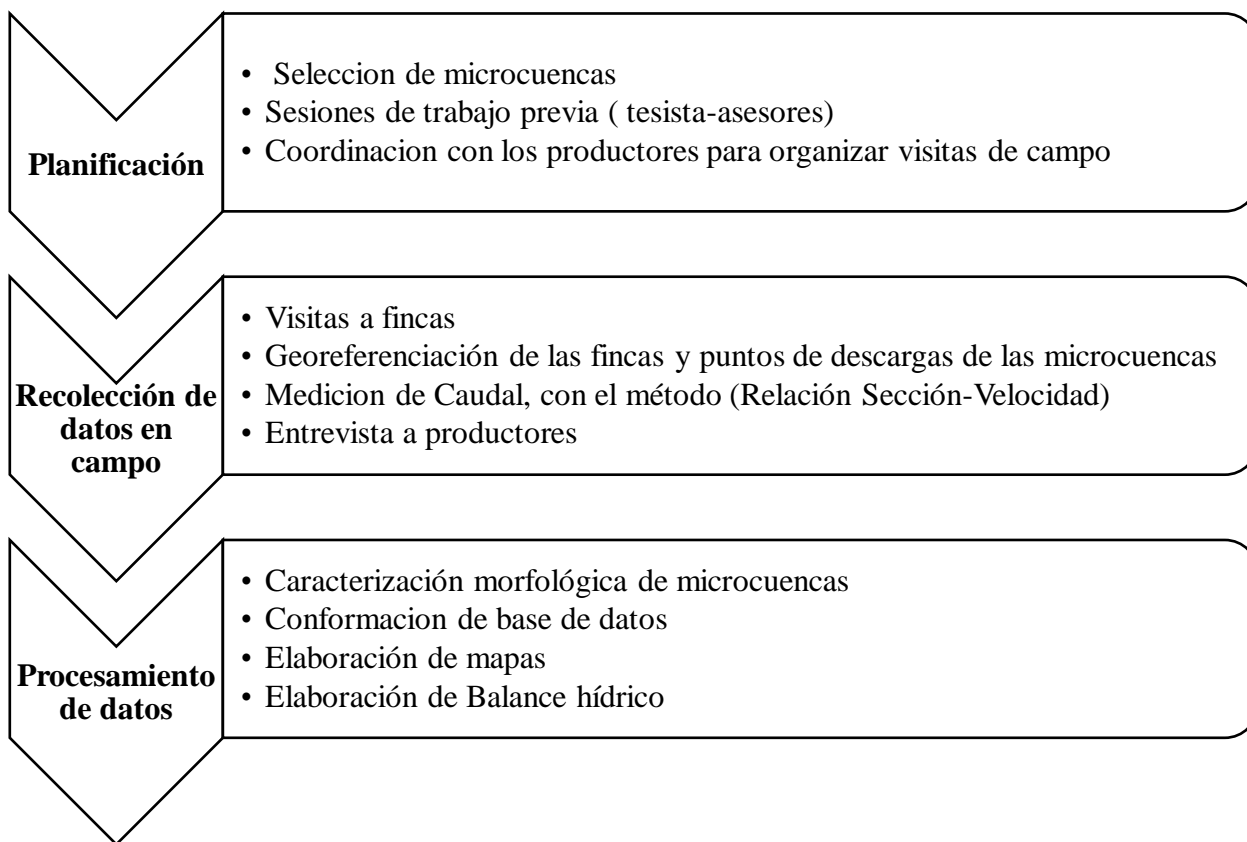 Planificación
• Seleccion de microcuencas
• Sesiones de trabajo previa ( tesista-asesores)
• Coordinacion con los productores para organizar visitas de campo
Recolección de
datos en
campo
• Visitas a fincas
• Georeferenciación de las fincas y puntos de descargas de las microcuencas
• Medicion de Caudal, con el método (Relación Sección-Velocidad)
• Entrevista a productores
Procesamiento
de datos
• Caracterización morfológica de microcuencas
• Conformacion de base de datos
• Elaboración de mapas
• Elaboración de Balance hídrico